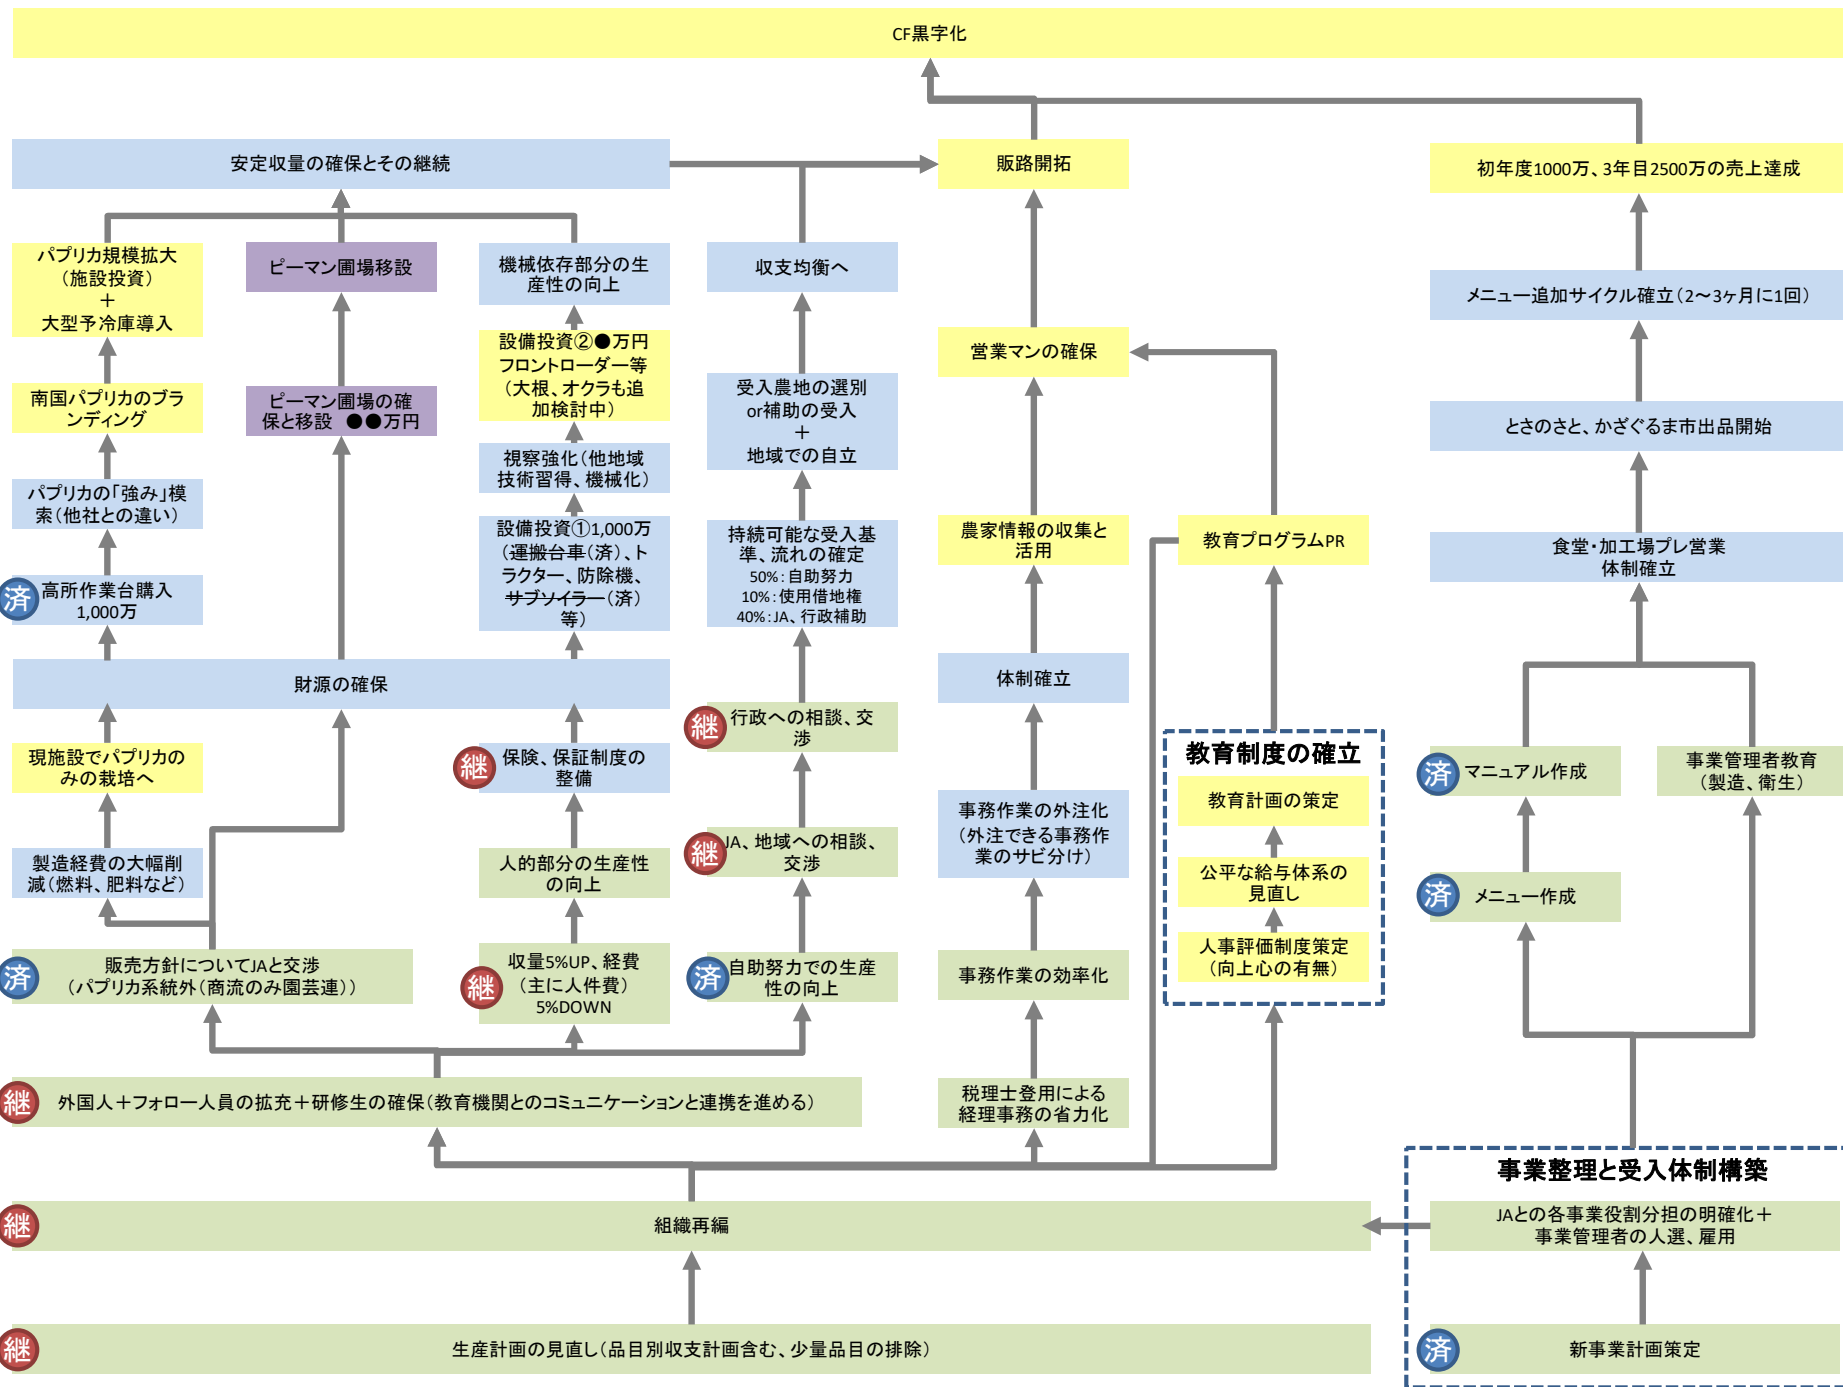 CF黒字化
安定収量の確保とその継続
販路開拓
初年度1000万、3年目2500万の売上達成
パプリカ規模拡大
（施設投資）
＋
大型予冷庫導入
ピーマン圃場移設
機械依存部分の生
産性の向上
収支均衡へ
メニュー追加サイクル確立（2～3ヶ月に1回）
設備投資②●万円
フロントローダー等
（大根、オクラも追
加検討中）
営業マンの確保
南国パプリカのブラ
ンディング
ピーマン圃場の確
保と移設　●●万円
受入農地の選別
or補助の受入
＋
地域での自立
とさのさと、かざぐるま市出品開始
視察強化（他地域
技術習得、機械化）
パプリカの「強み」模
索（他社との違い）
設備投資①1,000万
（運搬台車（済）、ト
ラクター、防除機、
サブソイラー（済）
等）
持続可能な受入基
準、流れの確定
50%：自助努力
10%：使用借地権
40%：JA、行政補助
農家情報の収集と
活用
教育プログラムPR
食堂・加工場プレ営業
体制確立
済
高所作業台購入
1,000万
財源の確保
体制確立
継
行政への相談、交
渉
現施設でパプリカの
みの栽培へ
継
保険、保証制度の
整備
教育制度の確立
教育計画の策定
公平な給与体系の
見直し
人事評価制度策定
（向上心の有無）
済
マニュアル作成
事業管理者教育
（製造、衛生）
事務作業の外注化
（外注できる事務作
業のサビ分け）
製造経費の大幅削
減（燃料、肥料など）
人的部分の生産性
の向上
継
JA、地域への相談、
交渉
済
メニュー作成
済
販売方針についてJAと交渉
（パプリカ系統外（商流のみ園芸連））
継
収量5%UP、経費
（主に人件費）
5%DOWN
済
自助努力での生産
性の向上
事務作業の効率化
継
外国人＋フォロー人員の拡充＋研修生の確保（教育機関とのコミュニケーションと連携を進める）
税理士登用による
経理事務の省力化
事業整理と受入体制構築
継
組織再編
JAとの各事業役割分担の明確化＋
事業管理者の人選、雇用
継
生産計画の見直し（品目別収支計画含む、少量品目の排除）
済
新事業計画策定